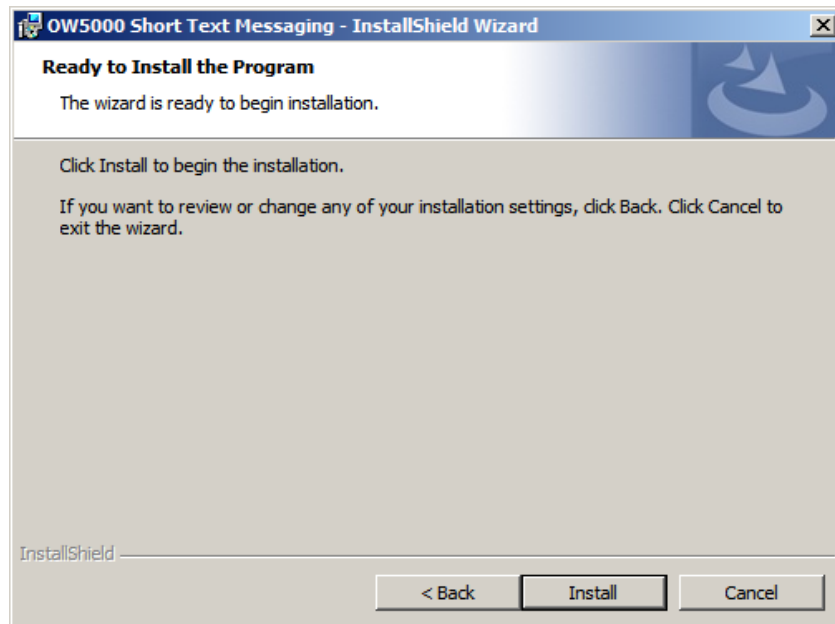 OW5000 Short Text Messaging - InstallShield Wizard
Ready to Install the Program
The wizard is ready to begin installation.
Click Install to begin the installation.
If you want to review or change any of your installation settings, click Back. Click Cancel to
exit the wizard.
InstallShield
< Back
Install
Cancel